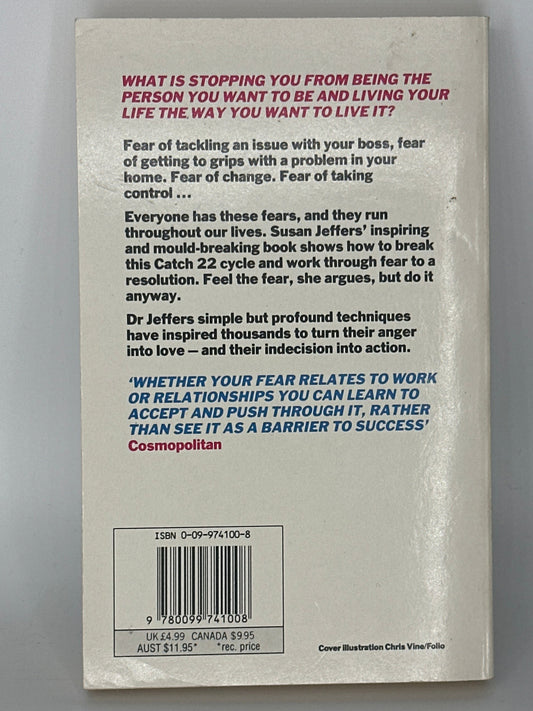 WHAT IS STOPPING YOU FROM BEING THE
PERSON YOU WANT TO BE AND LIVING YOUR
LIFE THE WAY YOU WANT TO LIVE IT?
Fear of tackling an issue with your boss, fear
of getting to grips with a problem in your
home. Fear of change. Fear of taking
control ...
Everyone has these fears, and they run
throughout our lives. Susan Jeffers' inspiring
and mould-breaking book shows how to break
this Catch 22 cycle and work through fear to a
resolution. Feel the fear, she argues, but do it
anyway.
Dr Jeffers simple but profound techniques
have inspired thousands to turn their anger
into love – and their indecision into action.
'WHETHER YOUR FEAR RELATES TO WORK
OR RELATIONSHIPS YOU CAN LEARN TO
ACCEPT AND PUSH THROUGH IT, RATHER
THAN SEE IT AS A BARRIER TO SUCCESS'
Cosmopolitan
ISBN 0-09-974100-8
9 780099 741008
UK £4.99 CANADA $9.95
AUST $11.95* *rec. price
Cover illustration Chris Vine/Folio